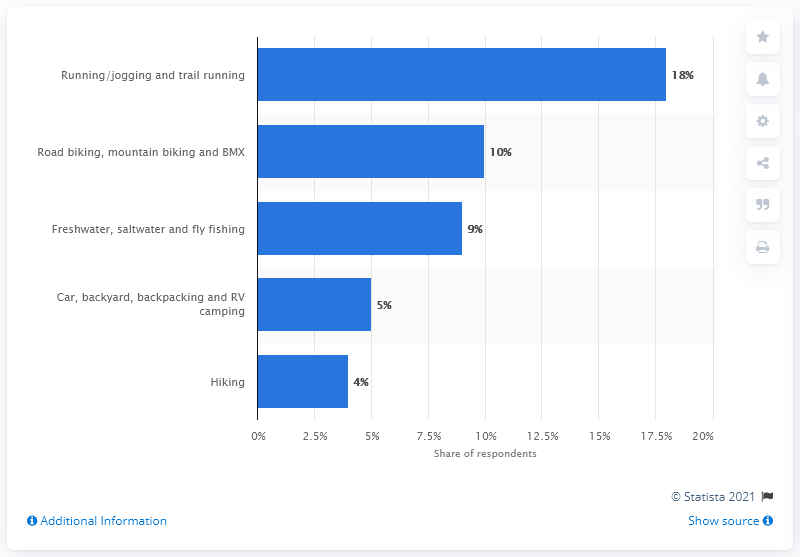 Running/jogging and trail running
18%
Road biking, mountain biking and BMX
10%
Freshwater, saltwater and fly fishing
9%
Car, backyard, backpacking and RV
camping
5%
Hiking
4%
0% 2.5% 5% 7.5% 10% 12.5% 15% 17.5% 20%
Share of respondents
© Statista 2021
Additional Information
Show source